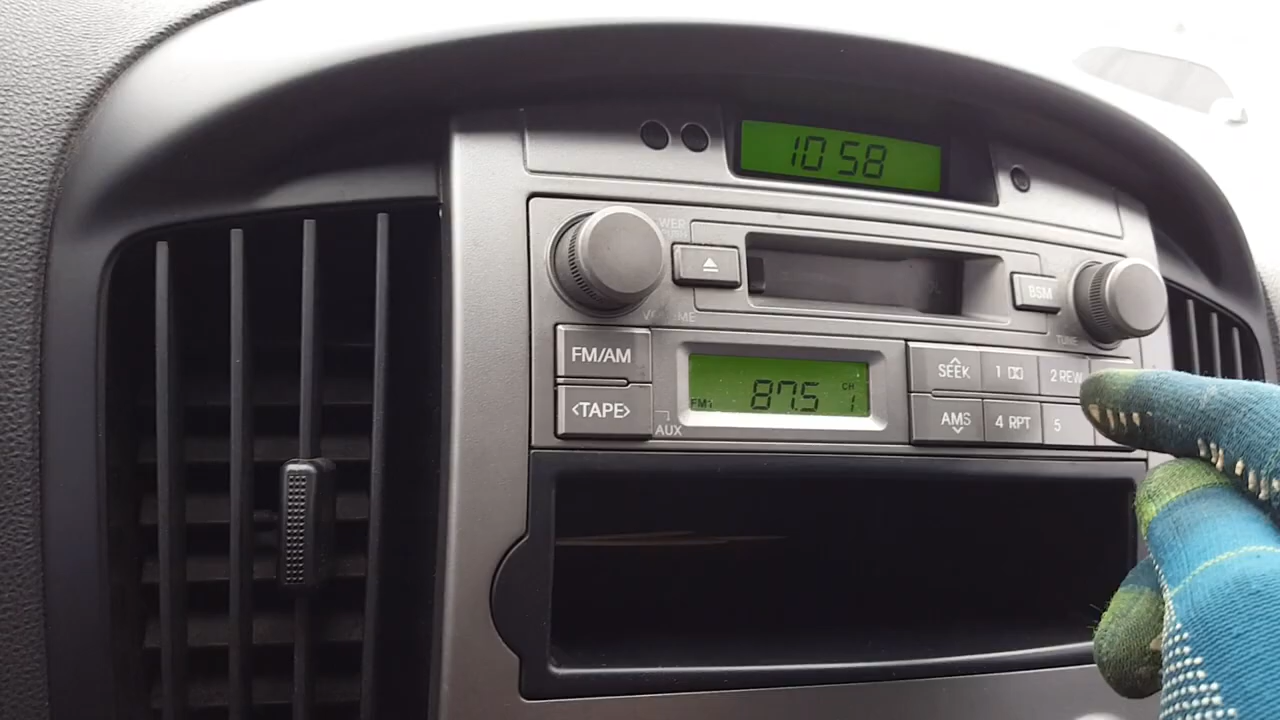 10 58
POWER
PUSH
VOLUME
BSM
TUNE
FM/AM
<TAPE>
AUX
FM1 87.5 CH 1
SEEK 1 2 REW
AMS 4 RPT 5